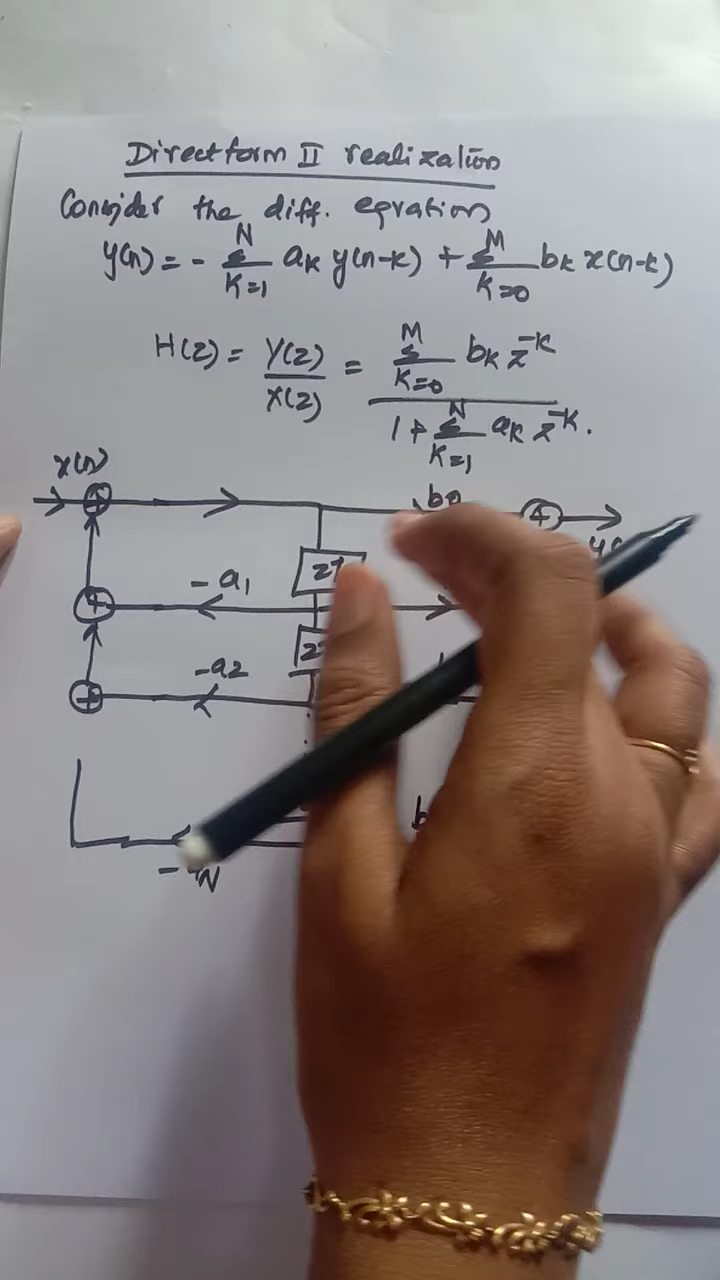 Direct form II realization
Consider the diff. equation
y(n) = - Σ_{k=1}^{N} a_k y(n-k) + Σ_{k=0}^{M} b_k x(n-k)
H(z) = Y(z)/X(z) = Σ_{k=0}^{M} b_k z^{-k} / 1 + Σ_{k=1}^{N} a_k z^{-k}.
x(n)
b0
-a1
-a2